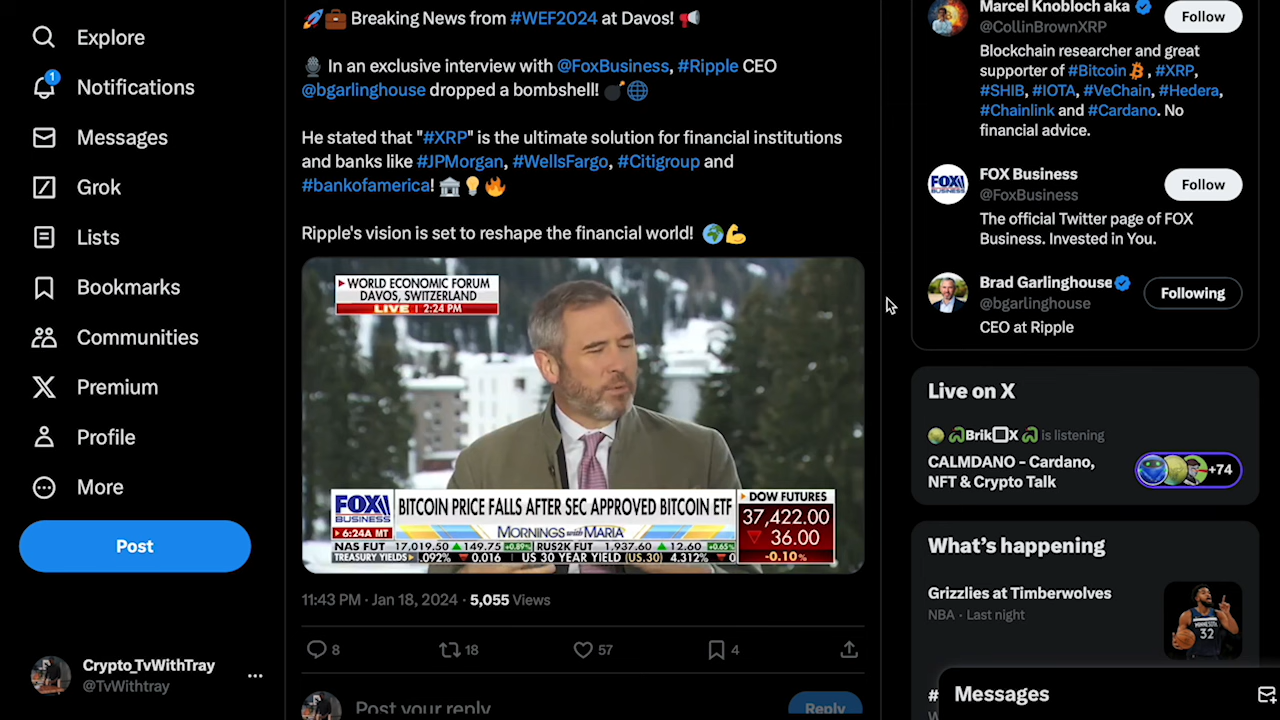 Explore
1
Notifications
Messages
Grok
Lists
Bookmarks
Communities
Premium
Profile
More
Post
Crypto_TvWithTray
@TvWithtray
🚀💼 Breaking News from #WEF2024 at Davos! 📢
🎙️ In an exclusive interview with @FoxBusiness, #Ripple CEO
@bgarlinghouse dropped a bombshell! 💣🌐
He stated that "#XRP" is the ultimate solution for financial institutions
and banks like #JPMorgan, #WellsFargo, #Citigroup and
#bankofamerica! 🏦💡🔥
Ripple's vision is set to reshape the financial world! 🌍💪
WORLD ECONOMIC FORUM
DAVOS, SWITZERLAND
LIVE | 2:24 PM
FOX
BUSINESS
6:24A MT
BITCOIN PRICE FALLS AFTER SEC APPROVED BITCOIN ETF
MORNINGS with MARIA
DOW FUTURES
37,422.00
▼ 36.00
-0.10%
NAS FUT 17,019.50 ▲ 149.75 +0.89% RUS2K FUT 1,937.60 ▲ 12.60 +0.65%
TREASURY YIELDS .092% ▼ 0.016 US 30 YEAR YIELD (US.30) 4.312% ▼ 0
11:43 PM · Jan 18, 2024 · 5,055 Views
8
18
57
4
Post your reply
Reply
Marcel Knobloch aka
@CollinBrownXRP
Follow
Blockchain researcher and great
supporter of #Bitcoin₿, #XRP,
#SHIB, #IOTA, #VeChain, #Hedera,
#Chainlink and #Cardano. No
financial advice.
FOX Business
@FoxBusiness
Follow
The official Twitter page of FOX
Business. Invested in You.
Brad Garlinghouse
@bgarlinghouse
Following
CEO at Ripple
Live on X
Brik□X is listening
CALMDANO - Cardano,
NFT & Crypto Talk
+74
What's happening
Grizzlies at Timberwolves
NBA · Last night
MINNESOTA
32
#
Messages